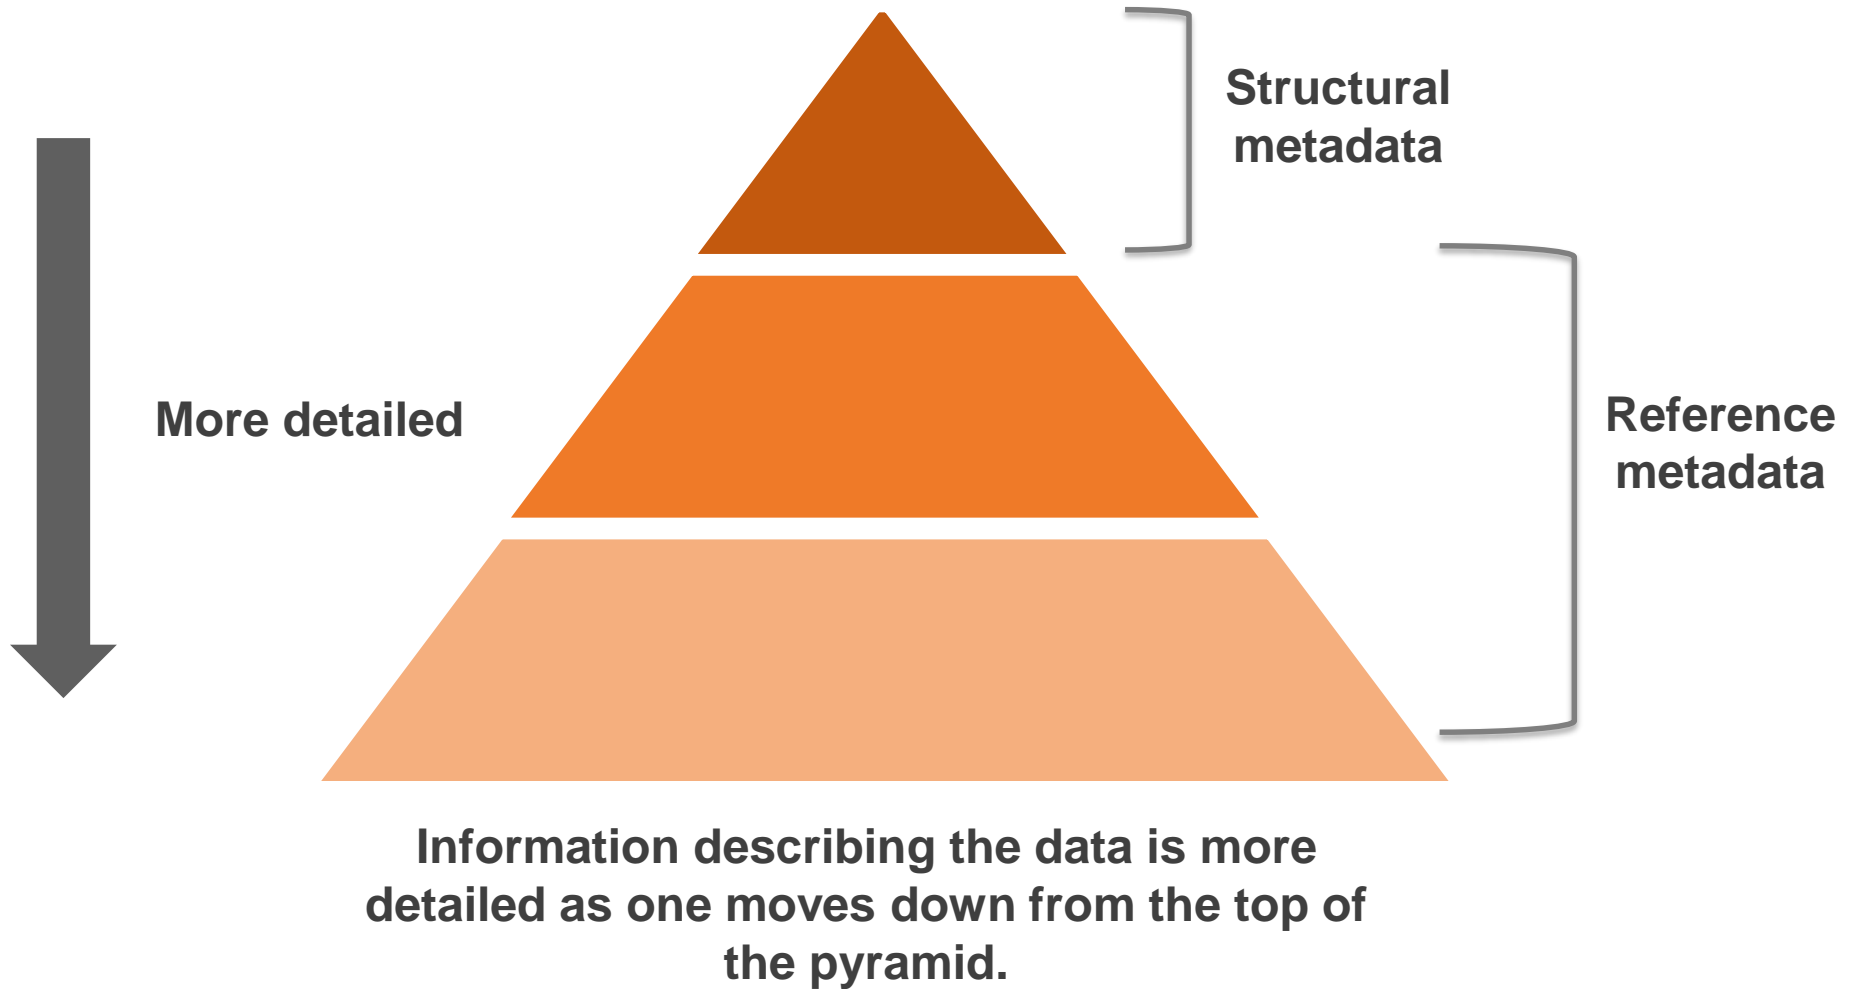 Structural
metadata
More detailed
Reference
metadata
Information describing the data is more
detailed as one moves down from the top of
the pyramid.